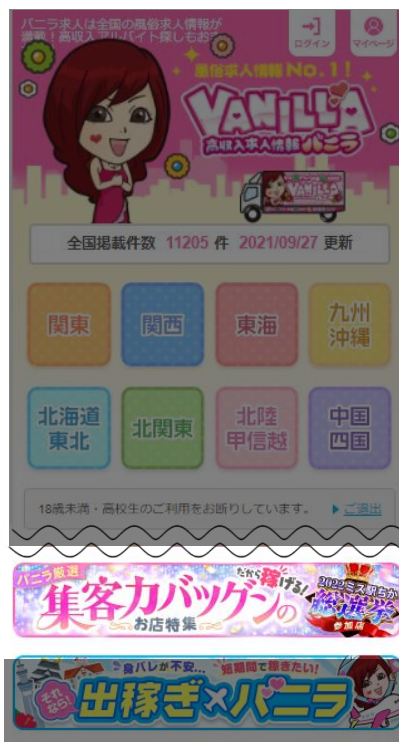 バニラ求人は全国の風俗求人情報が
満載！高収入アルバイト探しもおま
ログイン
マイページ
風俗求人情報No.1!
VANILLA
高収入求人情報 バニラ
VANILLA
全国掲載件数 11205 件 2021/09/27 更新
関東
関西
東海
九州
沖縄
北海道
東北
北関東
北陸
甲信越
中国
四国
18歳未満・高校生のご利用をお断りしています。
ご退出
バニラ厳選
だから稼げる!
集客力バツグンの
お店特集
2022ミス駅ちか
総選挙
参加店
身バレが不安...
短期間で稼ぎたい!
それ
なら!
出稼ぎ×バニラ